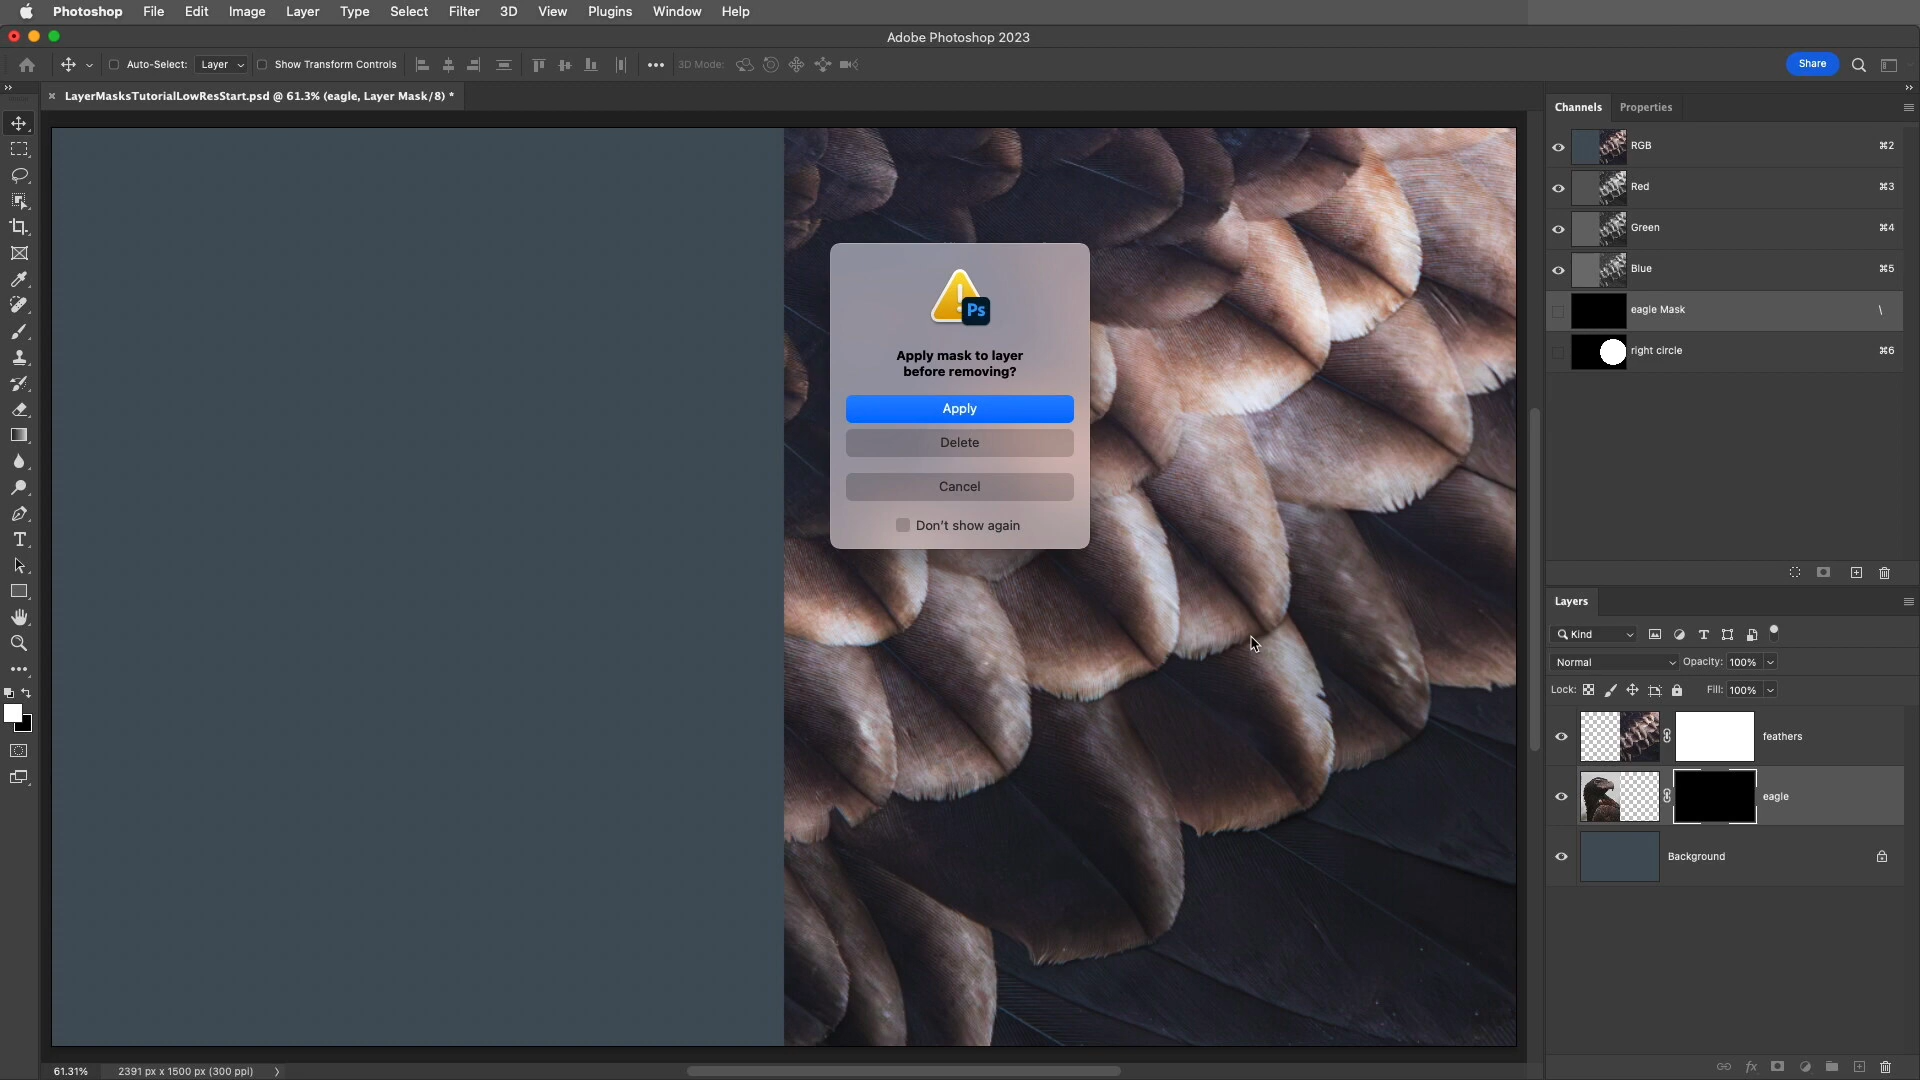 Photoshop File Edit Image Layer Type Select Filter 3D View Plugins Window Help
Adobe Photoshop 2023
Auto-Select: Layer Show Transform Controls 3D Mode: Share
× LayerMasksTutorialLowResStart.psd @ 61.3% (eagle, Layer Mask/8) *
Channels Properties
RGB ⌘2
Red ⌘3
Green ⌘4
Blue ⌘5
eagle Mask \
right circle ⌘6
Ps
Apply mask to layer
before removing?
Apply
Delete
Cancel
Don't show again
Layers
Kind
Normal Opacity: 100%
Lock: Fill: 100%
feathers
eagle
Background
61.31% 2391 px x 1500 px (300 ppi)